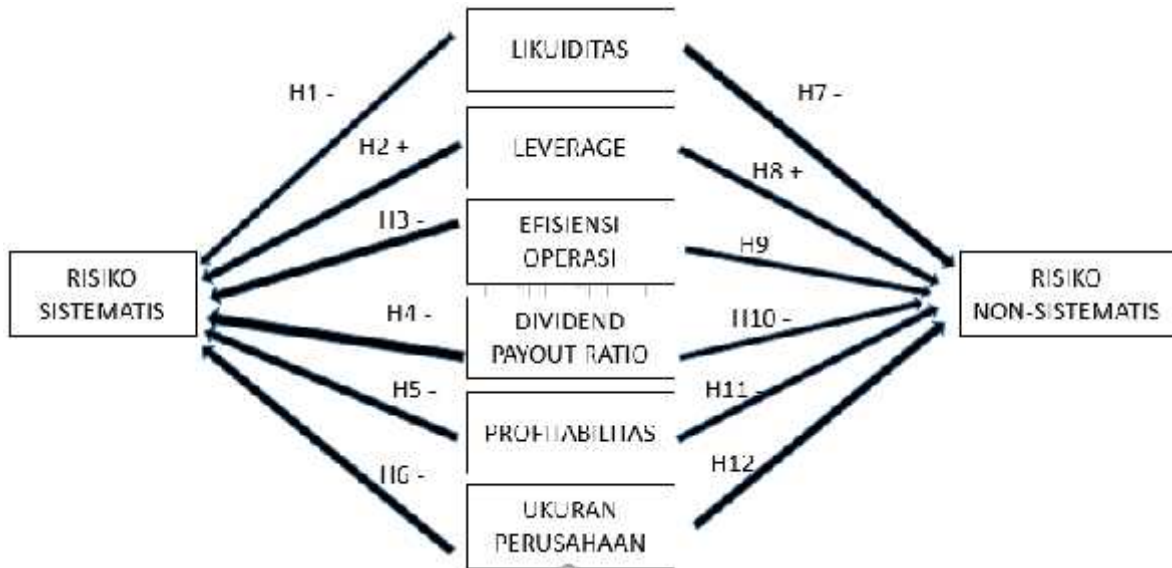 LIKUIDITAS
H1 -
H7 -
H2 +
LEVERAGE
H8 +
H3 -
EFISIENSI
OPERASI
H9
RISIKO
SISTEMATIS
RISIKO
NON-SISTEMATIS
H4 -
DIVIDEND
PAYOUT RATIO
H10 -
H5 -
PROFITABILITAS
H11 -
H6 -
H12
UKURAN
PERUSAHAAN